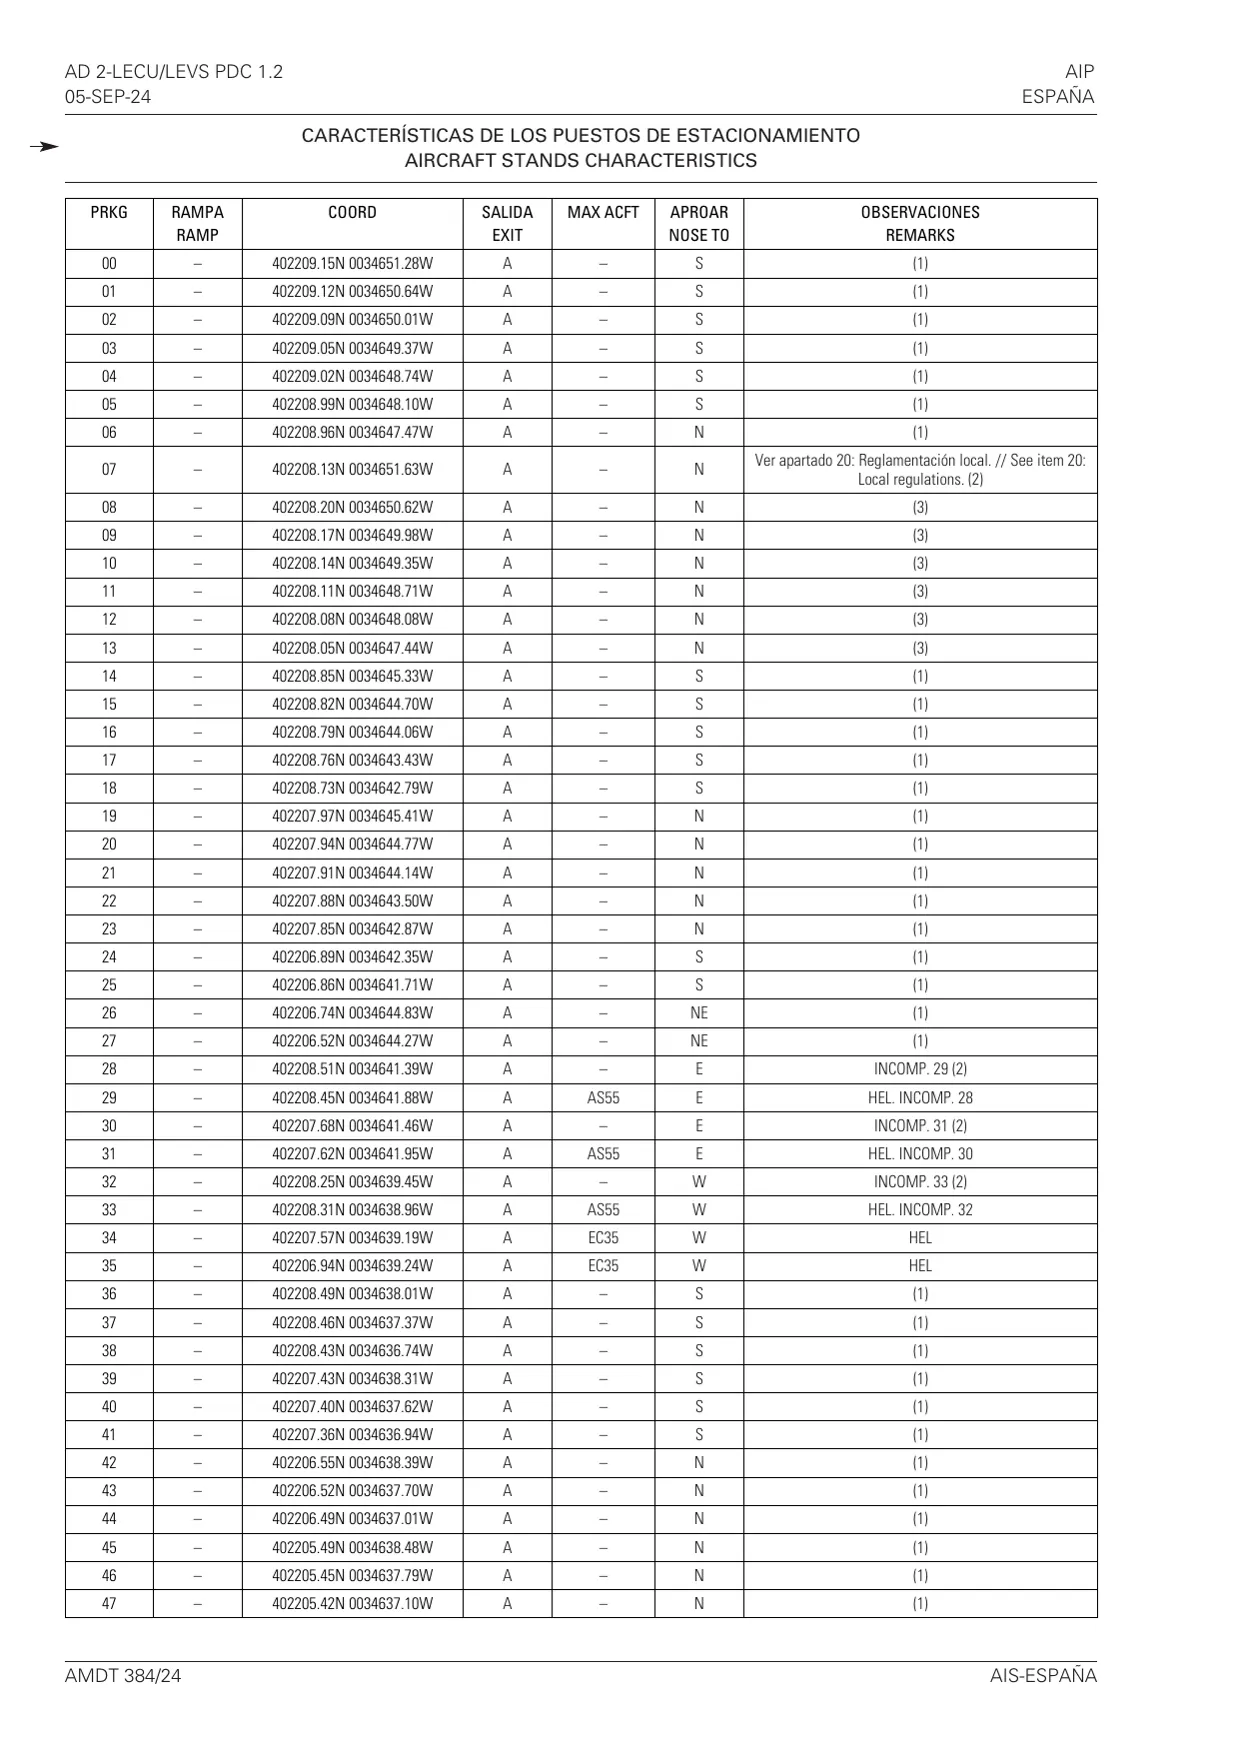 AD 2-LECU/LEVS PDC 1.2 AIP
05-SEP-24 ESPAÑA
CARACTERÍSTICAS DE LOS PUESTOS DE ESTACIONAMIENTO
AIRCRAFT STANDS CHARACTERISTICS
PRKG RAMPA COORD SALIDA MAX ACFT APROAR OBSERVACIONES
RAMP EXIT NOSE TO REMARKS
00 – 402209.15N 0034651.28W A – S (1)
01 – 402209.12N 0034650.64W A – S (1)
02 – 402209.09N 0034650.01W A – S (1)
03 – 402209.05N 0034649.37W A – S (1)
04 – 402209.02N 0034648.74W A – S (1)
05 – 402208.99N 0034648.10W A – S (1)
06 – 402208.96N 0034647.47W A – N (1)
07 – 402208.13N 0034651.63W A – N Ver apartado 20: Reglamentación local. // See item 20:
Local regulations. (2)
08 – 402208.20N 0034650.62W A – N (3)
09 – 402208.17N 0034649.98W A – N (3)
10 – 402208.14N 0034649.35W A – N (3)
11 – 402208.11N 0034648.71W A – N (3)
12 – 402208.08N 0034648.08W A – N (3)
13 – 402208.05N 0034647.44W A – N (3)
14 – 402208.85N 0034645.33W A – S (1)
15 – 402208.82N 0034644.70W A – S (1)
16 – 402208.79N 0034644.06W A – S (1)
17 – 402208.76N 0034643.43W A – S (1)
18 – 402208.73N 0034642.79W A – S (1)
19 – 402207.97N 0034645.41W A – N (1)
20 – 402207.94N 0034644.77W A – N (1)
21 – 402207.91N 0034644.14W A – N (1)
22 – 402207.88N 0034643.50W A – N (1)
23 – 402207.85N 0034642.87W A – N (1)
24 – 402206.89N 0034642.35W A – S (1)
25 – 402206.86N 0034641.71W A – S (1)
26 – 402206.74N 0034644.83W A – NE (1)
27 – 402206.52N 0034644.27W A – NE (1)
28 – 402208.51N 0034641.39W A – E INCOMP. 29 (2)
29 – 402208.45N 0034641.88W A AS55 E HEL. INCOMP. 28
30 – 402207.68N 0034641.46W A – E INCOMP. 31 (2)
31 – 402207.62N 0034641.95W A AS55 E HEL. INCOMP. 30
32 – 402208.25N 0034639.45W A – W INCOMP. 33 (2)
33 – 402208.31N 0034638.96W A AS55 W HEL. INCOMP. 32
34 – 402207.57N 0034639.19W A EC35 W HEL
35 – 402206.94N 0034639.24W A EC35 W HEL
36 – 402208.49N 0034638.01W A – S (1)
37 – 402208.46N 0034637.37W A – S (1)
38 – 402208.43N 0034636.74W A – S (1)
39 – 402207.43N 0034638.31W A – S (1)
40 – 402207.40N 0034637.62W A – S (1)
41 – 402207.36N 0034636.94W A – S (1)
42 – 402206.55N 0034638.39W A – N (1)
43 – 402206.52N 0034637.70W A – N (1)
44 – 402206.49N 0034637.01W A – N (1)
45 – 402205.49N 0034638.48W A – N (1)
46 – 402205.45N 0034637.79W A – N (1)
47 – 402205.42N 0034637.10W A – N (1)
AMDT 384/24 AIS-ESPAÑA